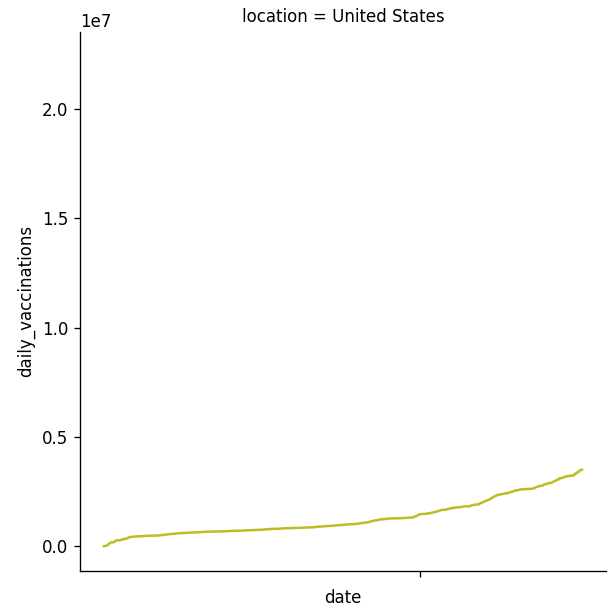 location = United States
1e7
2.0
1.5
1.0
0.5
0.0
daily_vaccinations
date